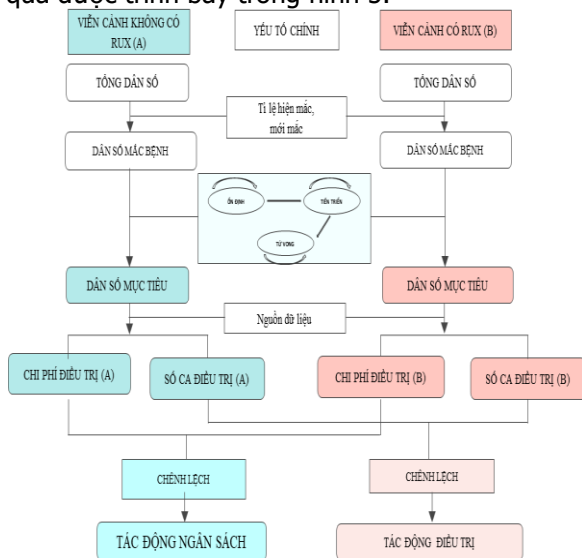 quả được trình bày trong hình 3.
VIỄN CẢNH KHÔNG CÓ
RUX (A)
YẾU TỐ CHÍNH
VIỄN CẢNH CÓ RUX (B)
TỔNG DÂN SỐ
TỔNG DÂN SỐ
Tỉ lệ hiện mắc,
mới mắc
DÂN SỐ MẮC BỆNH
DÂN SỐ MẮC BỆNH
ỔN ĐỊNH
TIẾN TRIỂN
TỬ VONG
DÂN SỐ MỤC TIÊU
DÂN SỐ MỤC TIÊU
Nguồn dữ liệu
CHI PHÍ ĐIỀU TRỊ (A)
SỐ CA ĐIỀU TRỊ (A)
CHI PHÍ ĐIỀU TRỊ (B)
SỐ CA ĐIỀU TRỊ (B)
CHÊNH LỆCH
CHÊNH LỆCH
TÁC ĐỘNG NGÂN SÁCH
TÁC ĐỘNG ĐIỀU TRỊ